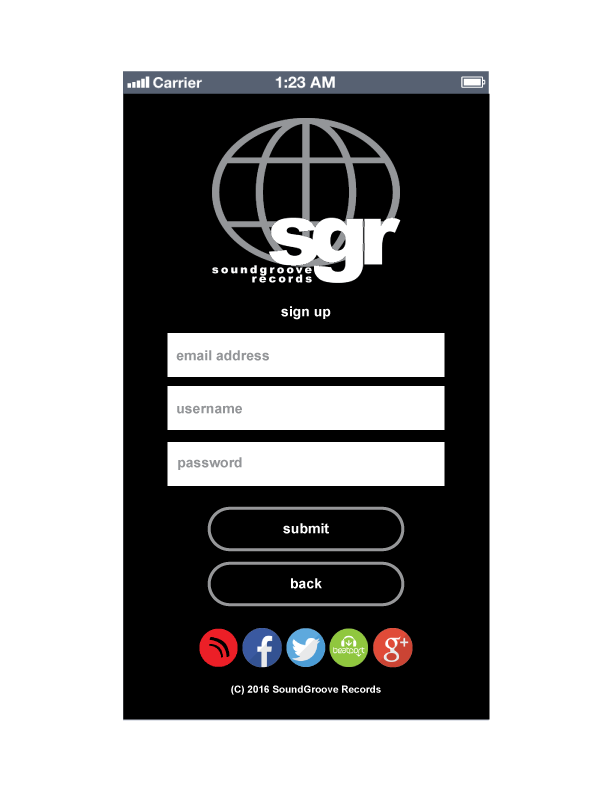 Carrier 1:23 AM
sgr
soundgroove
records
sign up
email address
username
password
submit
back
f beatport g+
(C) 2016 SoundGroove Records